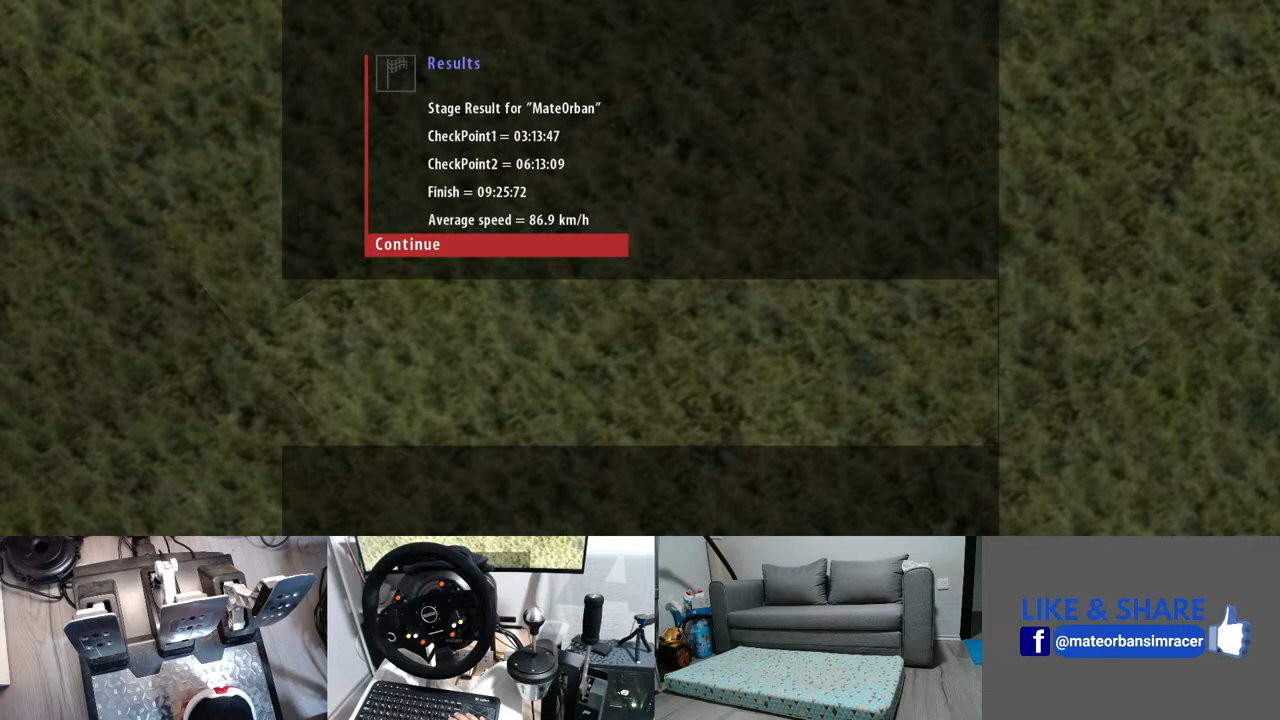 Results
Stage Result for "MateOrban"
CheckPoint1 = 03:13:47
CheckPoint2 = 06:13:09
Finish = 09:25:72
Average speed = 86.9 km/h
Continue
LIKE & SHARE
f @mateorbansimracer